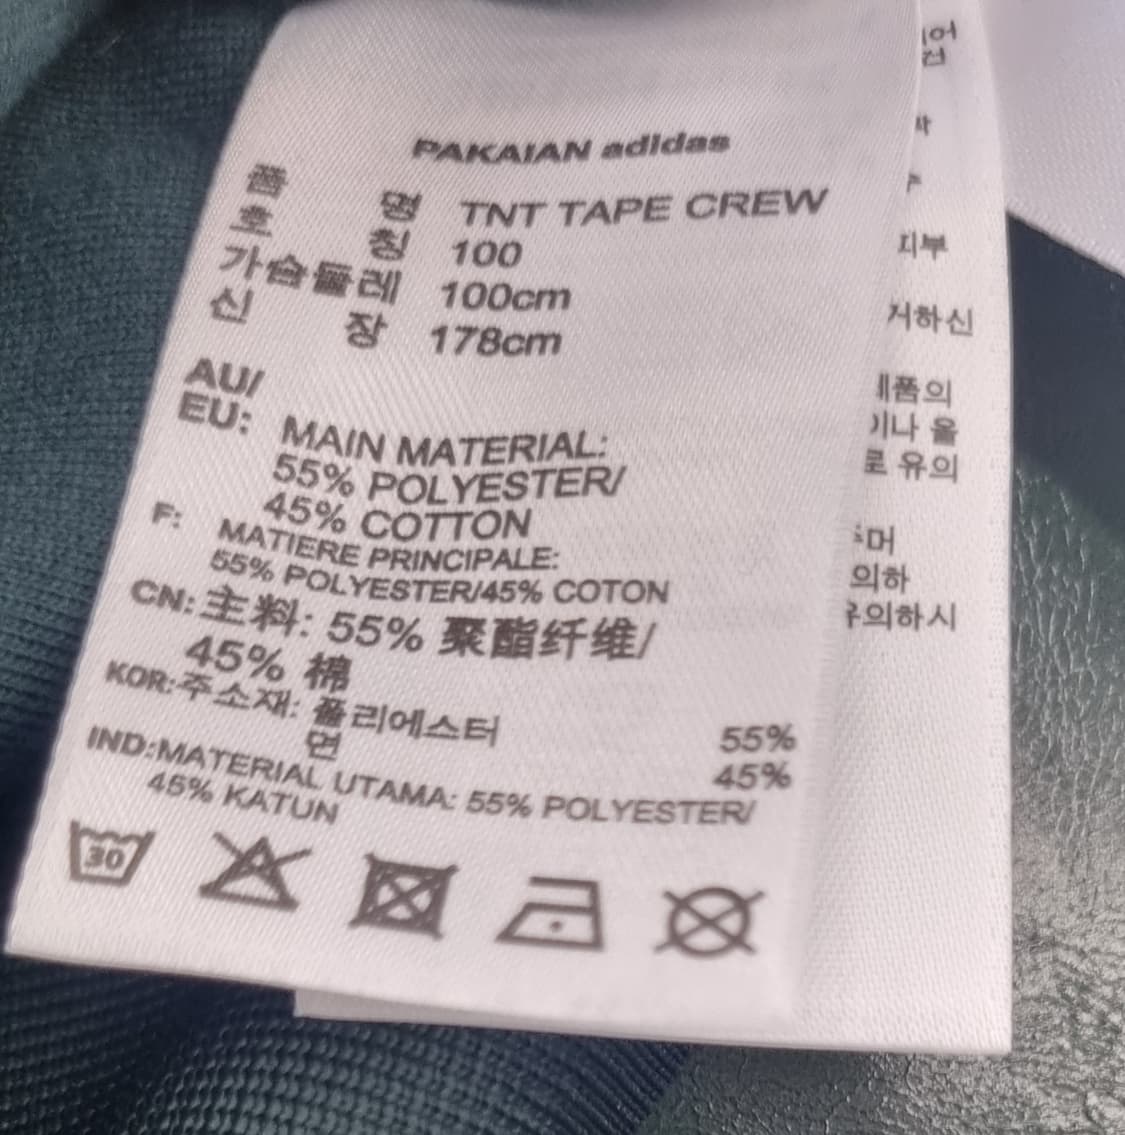 PAKAIAN adidas
품 명 TNT TAPE CREW
호 칭 100
가슴둘레 100cm
신 장 178cm
AU/
EU: MAIN MATERIAL:
55% POLYESTER/
45% COTTON
F: MATIERE PRINCIPALE:
55% POLYESTER/45% COTON
CN:主料: 55% 聚酯纤维/
45% 棉
KOR:주소재: 폴리에스터 55%
면 45%
IND:MATERIAL UTAMA: 55% POLYESTER/
45% KATUN
30
피부
거하신
제품의
이나 올
로 유의
주머
의하
유의하시